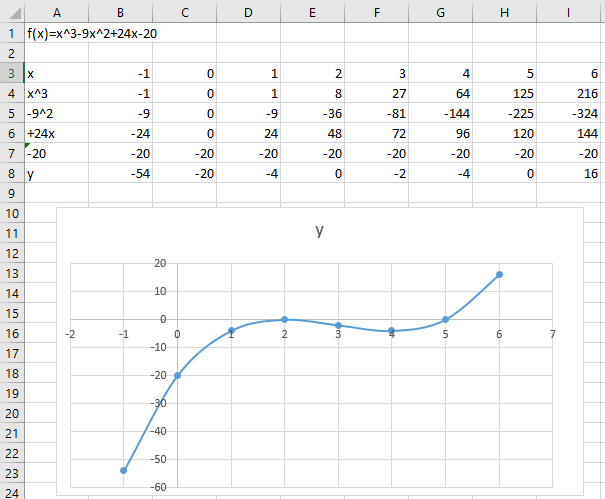 A B C D E F G H I
1 f(x)=x^3-9x^2+24x-20
2
3 x -1 0 1 2 3 4 5 6
4 x^3 -1 0 1 8 27 64 125 216
5 -9^2 -9 0 -9 -36 -81 -144 -225 -324
6 +24x -24 0 24 48 72 96 120 144
7 -20 -20 -20 -20 -20 -20 -20 -20 -20
8 y -54 -20 -4 0 -2 -4 0 16
9
10
11 y
12
13 20
14 10
15 0
16 -2 -1 0 1 2 3 4 5 6 7
17 -10
18 -20
19 -30
20
21 -40
22 -50
23
24 -60